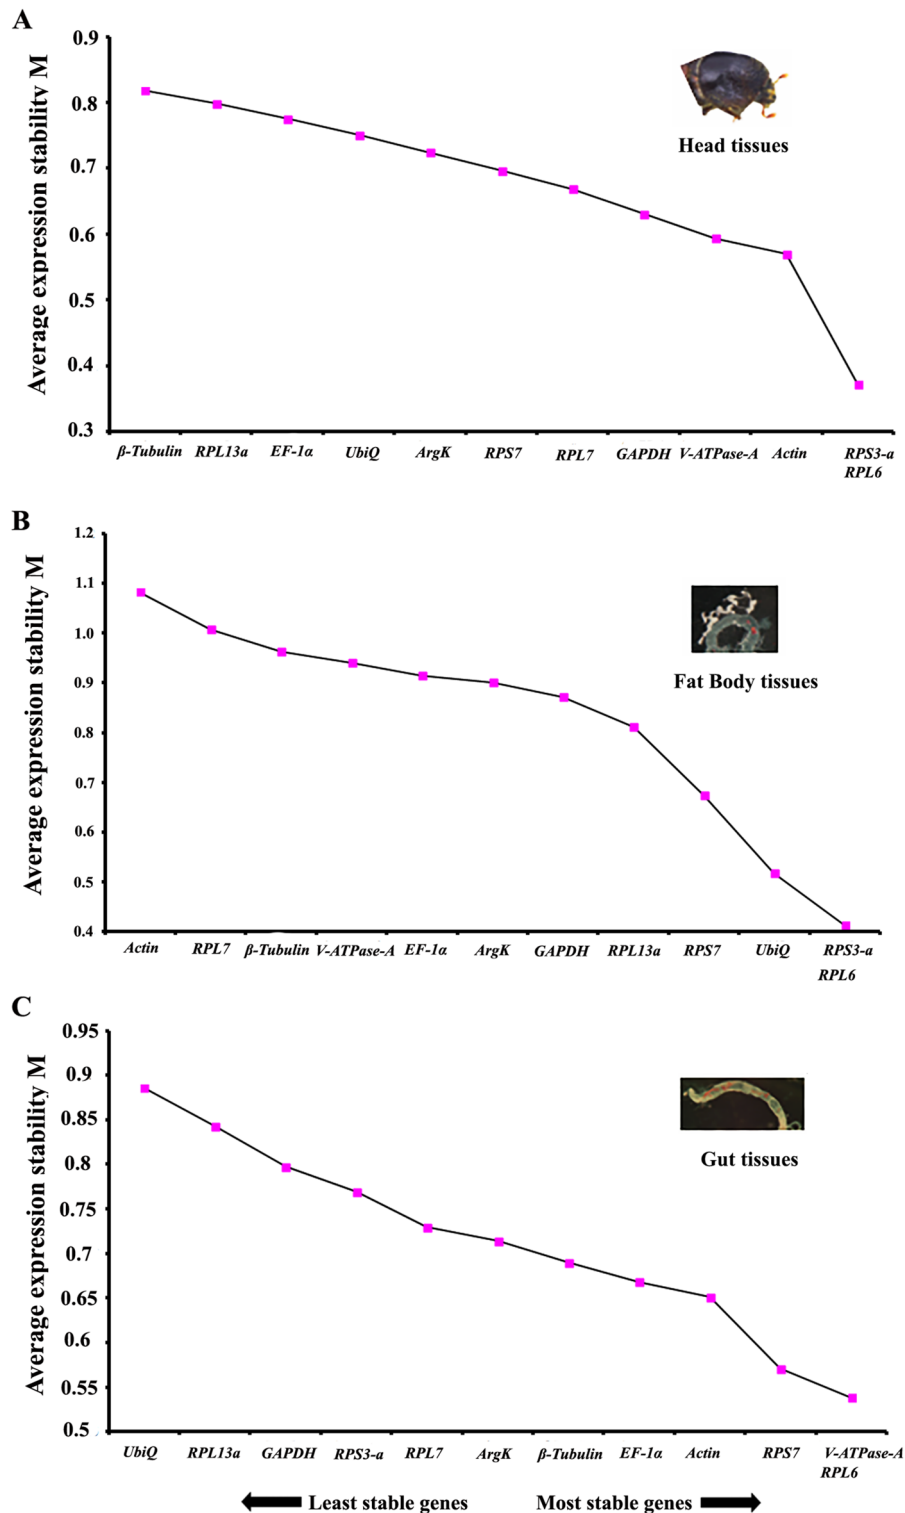 A
Average expression stability M
0.9
0.8
0.7
0.6
0.5
0.4
0.3
Head tissues
β-Tubulin RPL13a EF-1α UbiQ ArgK RPS7 RPL7 GAPDH V-ATPase-A Actin RPS3-a
RPL6
B
Average expression stability M
1.2
1.1
1.0
0.9
0.8
0.7
0.6
0.5
0.4
Fat Body tissues
Actin RPL7 β-Tubulin V-ATPase-A EF-1α ArgK GAPDH RPL13a RPS7 UbiQ RPS3-a
RPL6
C
Average expression stability M
0.95
0.9
0.85
0.8
0.75
0.7
0.65
0.6
0.55
0.5
Gut tissues
UbiQ RPL13a GAPDH RPS3-a RPL7 ArgK β-Tubulin EF-1α Actin RPS7 V-ATPase-A
RPL6
Least stable genes Most stable genes